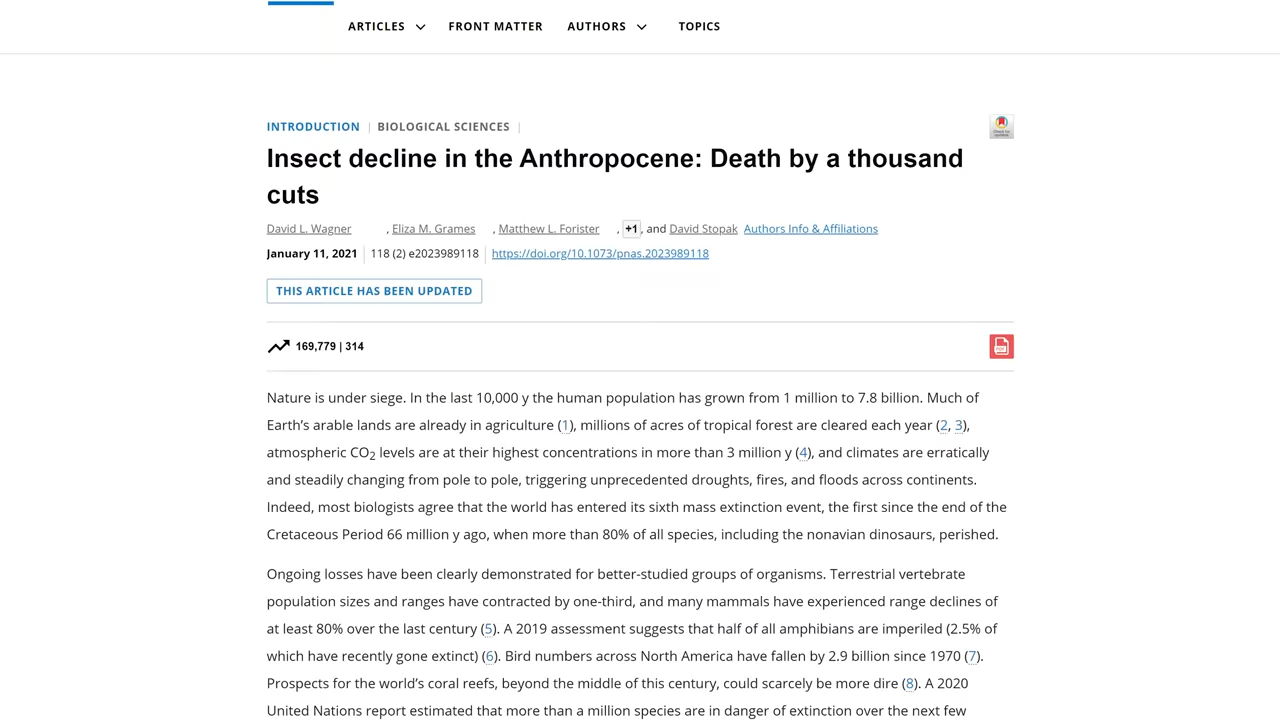 ARTICLES FRONT MATTER AUTHORS TOPICS
INTRODUCTION | BIOLOGICAL SCIENCES |
Insect decline in the Anthropocene: Death by a thousand
cuts
David L. Wagner , Eliza M. Grames , Matthew L. Forister , +1, and David Stopak Authors Info & Affiliations
January 11, 2021 | 118 (2) e2023989118 | https://doi.org/10.1073/pnas.2023989118
THIS ARTICLE HAS BEEN UPDATED
169,779 | 314
Nature is under siege. In the last 10,000 y the human population has grown from 1 million to 7.8 billion. Much of
Earth’s arable lands are already in agriculture (1), millions of acres of tropical forest are cleared each year (2, 3),
atmospheric CO2 levels are at their highest concentrations in more than 3 million y (4), and climates are erratically
and steadily changing from pole to pole, triggering unprecedented droughts, fires, and floods across continents.
Indeed, most biologists agree that the world has entered its sixth mass extinction event, the first since the end of the
Cretaceous Period 66 million y ago, when more than 80% of all species, including the nonavian dinosaurs, perished.
Ongoing losses have been clearly demonstrated for better-studied groups of organisms. Terrestrial vertebrate
population sizes and ranges have contracted by one-third, and many mammals have experienced range declines of
at least 80% over the last century (5). A 2019 assessment suggests that half of all amphibians are imperiled (2.5% of
which have recently gone extinct) (6). Bird numbers across North America have fallen by 2.9 billion since 1970 (7).
Prospects for the world’s coral reefs, beyond the middle of this century, could scarcely be more dire (8). A 2020
United Nations report estimated that more than a million species are in danger of extinction over the next few